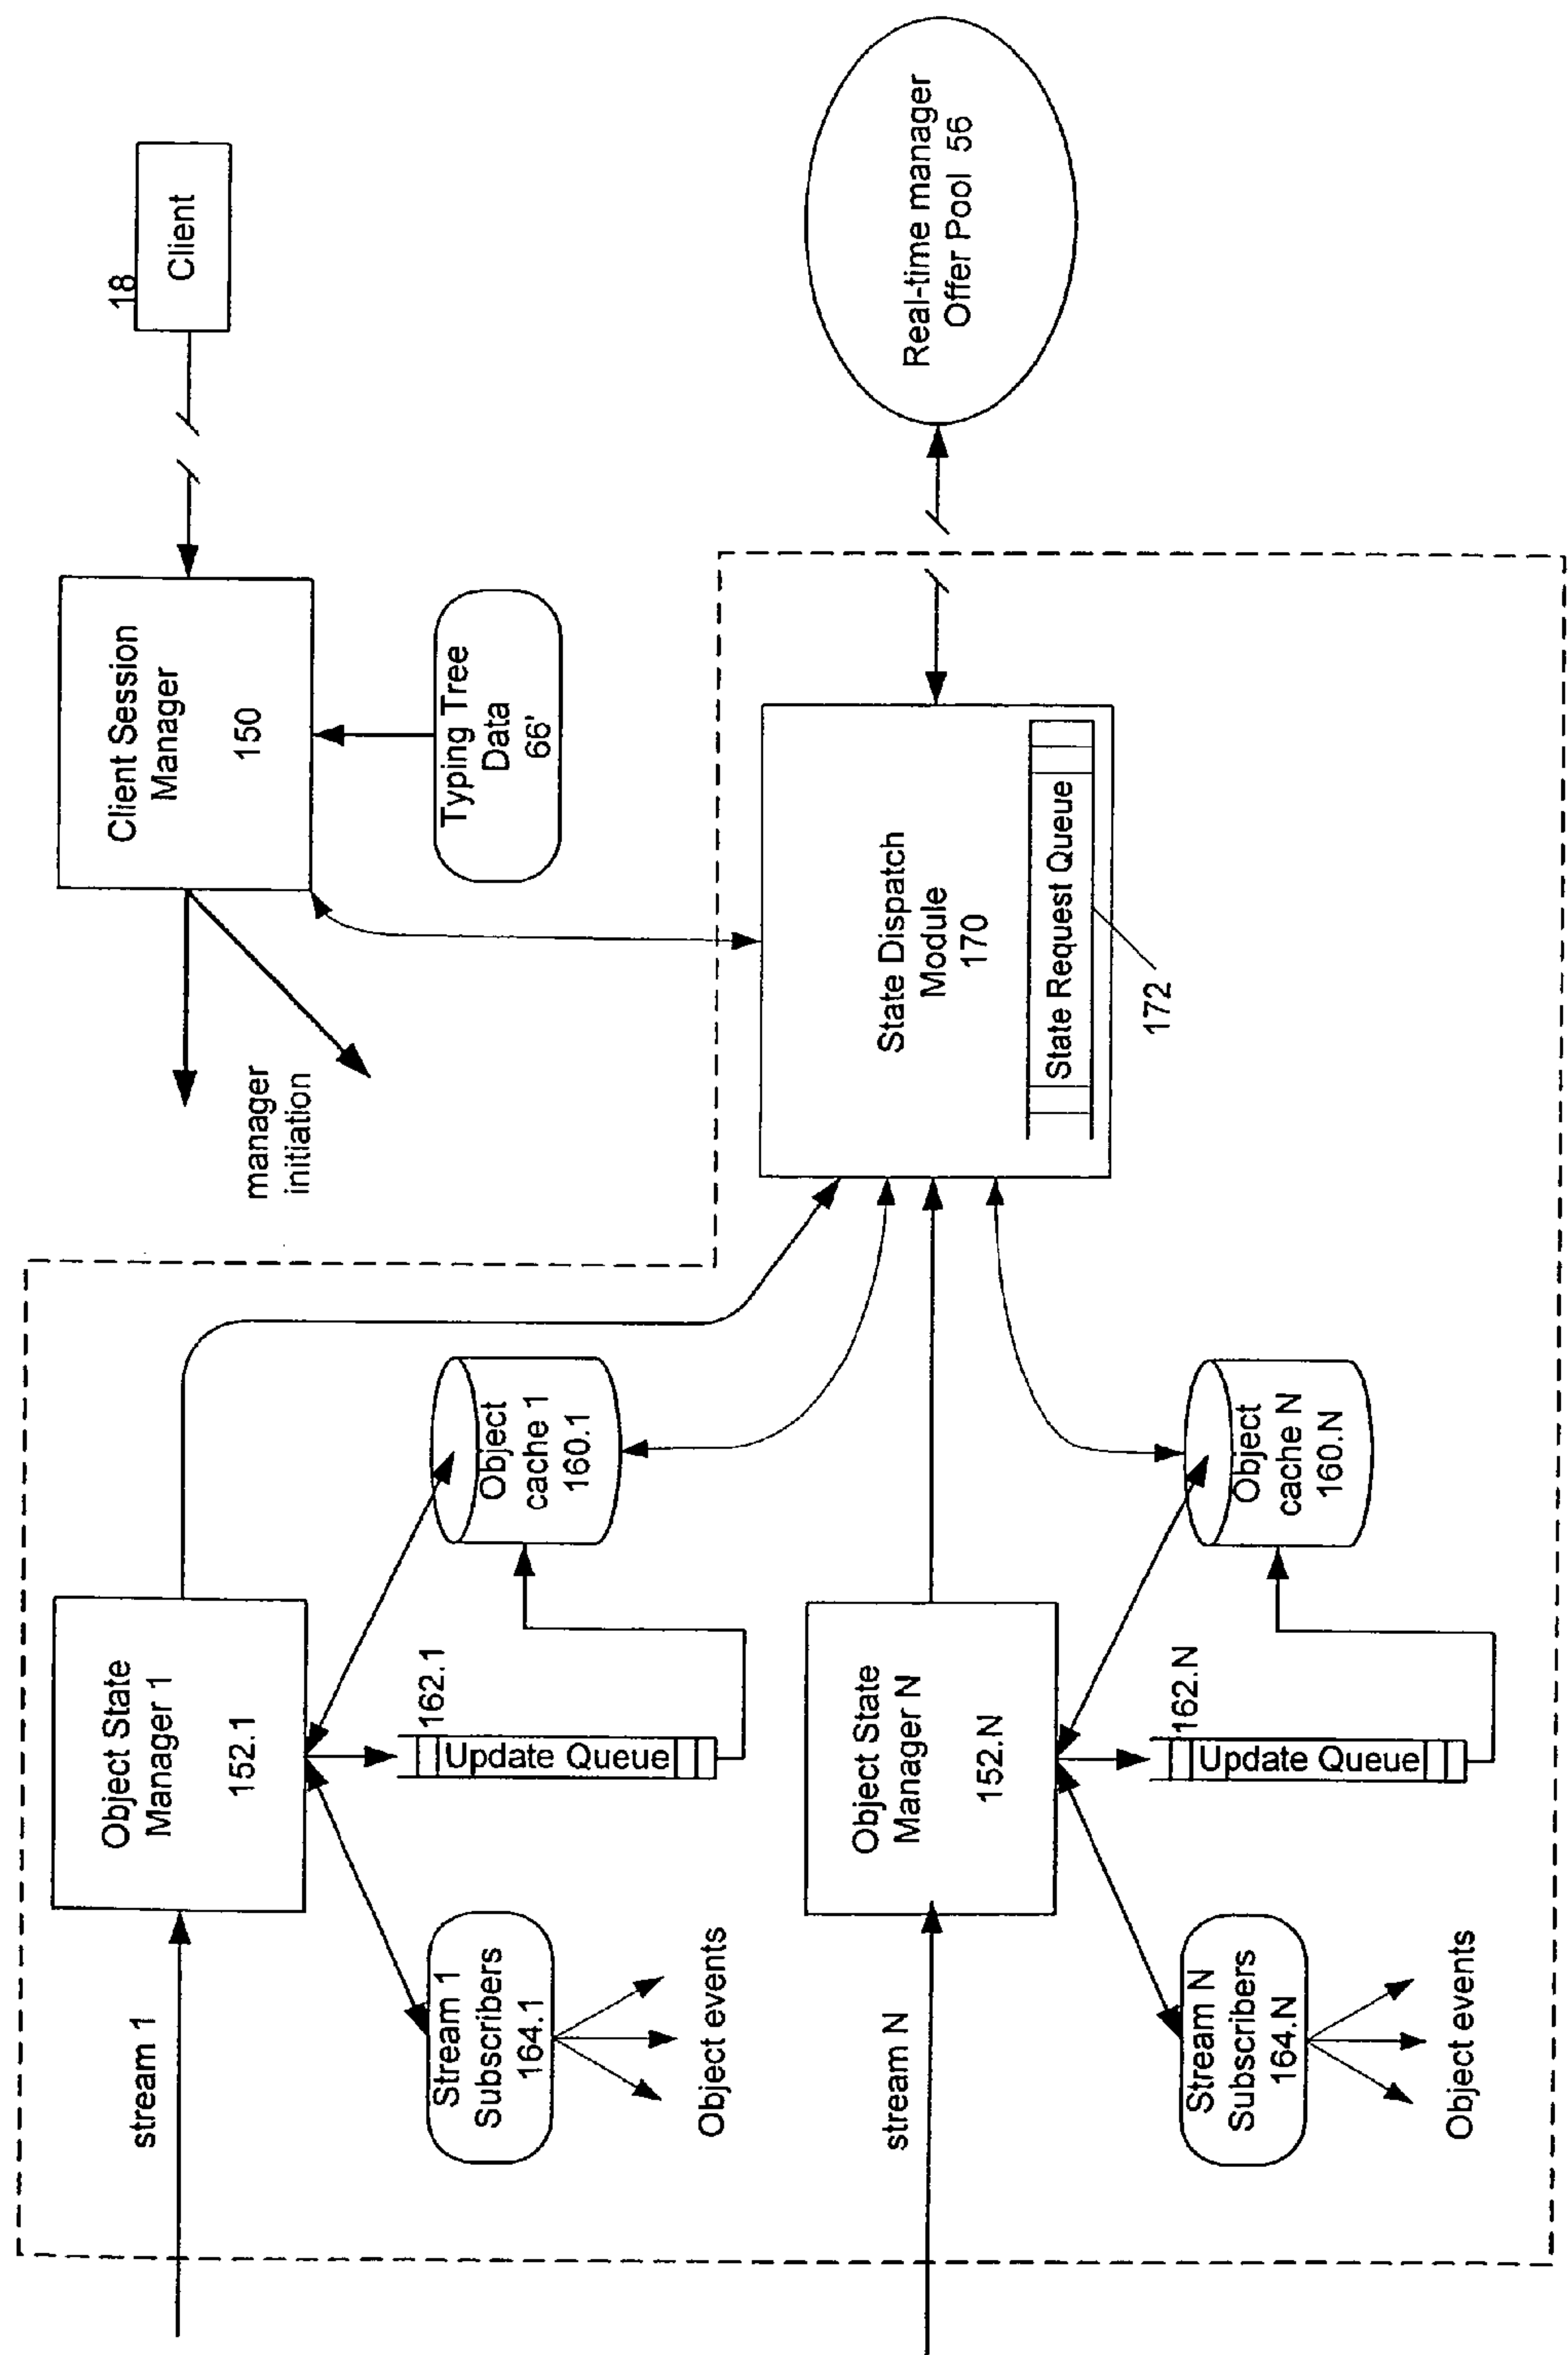 18
Client
Client Session
Manager
150
manager
initiation
Typing Tree
Data
66'
Real-time manager
Offer Pool 56
State Dispatch
Module
170
State Request Queue
172
stream 1
Object State
Manager 1
152.1
Stream 1
Subscribers
164.1
Object events
162.1
Update Queue
Object
cache 1
160.1
stream N
Object State
Manager N
152.N
Stream N
Subscribers
164.N
Object events
162.N
Update Queue
Object
cache N
160.N